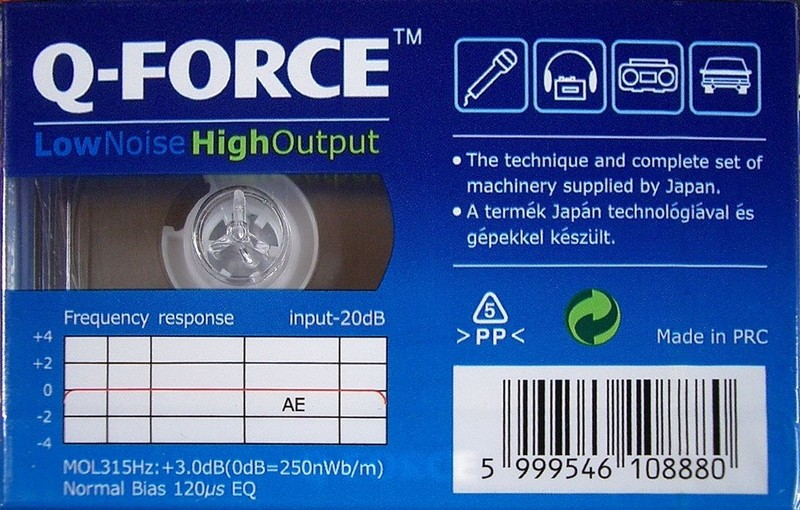 Q-FORCE™
LowNoise HighOutput
Frequency response input-20dB
+4
+2
0
-2
-4
AE
MOL315Hz:+3.0dB(0dB=250nWb/m)
Normal Bias 120µs EQ
• The technique and complete set of
machinery supplied by Japan.
• A termék Japán technológiával és
gépekkel készült.
5
>PP<
Made in PRC
5 999546 108880